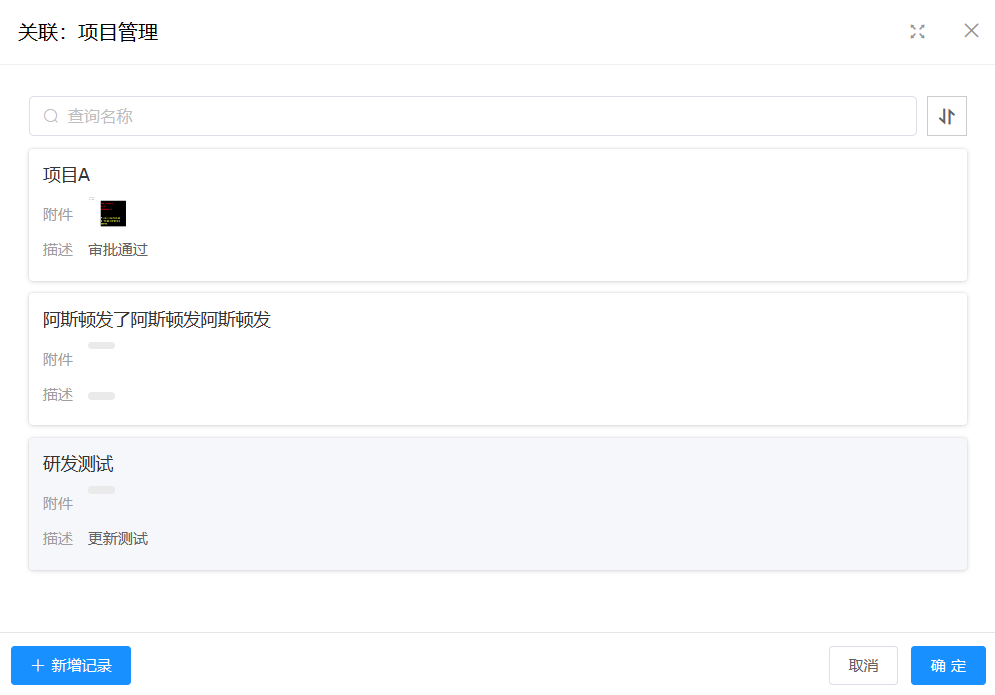 关联：项目管理
查询名称
项目A
附件
描述 审批通过
阿斯顿发了阿斯顿发阿斯顿发
附件
描述
研发测试
附件
描述 更新测试
新增记录
取消
确 定